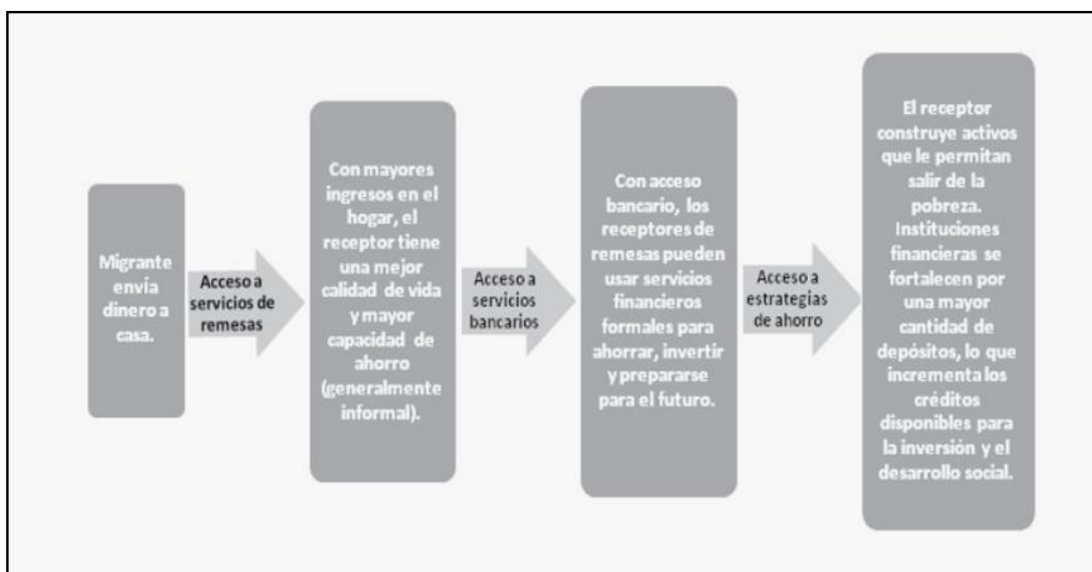 Migrante
envía
dinero a
casa.
Acceso a
servicios de
remesas
Con mayores
ingresos en el
hogar, el
receptor tiene
una mejor
calidad de vida
y mayor
capacidad de
ahorro
(generalmente
informal).
Acceso a
servicios
bancarios
Con acceso
bancario, los
receptores de
remesas pueden
usar servicios
financieros
formales para
ahorrar, invertir
y prepararse
para el futuro.
Acceso a
estrategias
de ahorro
El receptor
construye activos
que le permitan
salir de la
pobreza.
Instituciones
financieras se
fortalecen por
una mayor
cantidad de
depósitos, lo que
incrementa los
créditos
disponibles para
la inversión y el
desarrollo social.